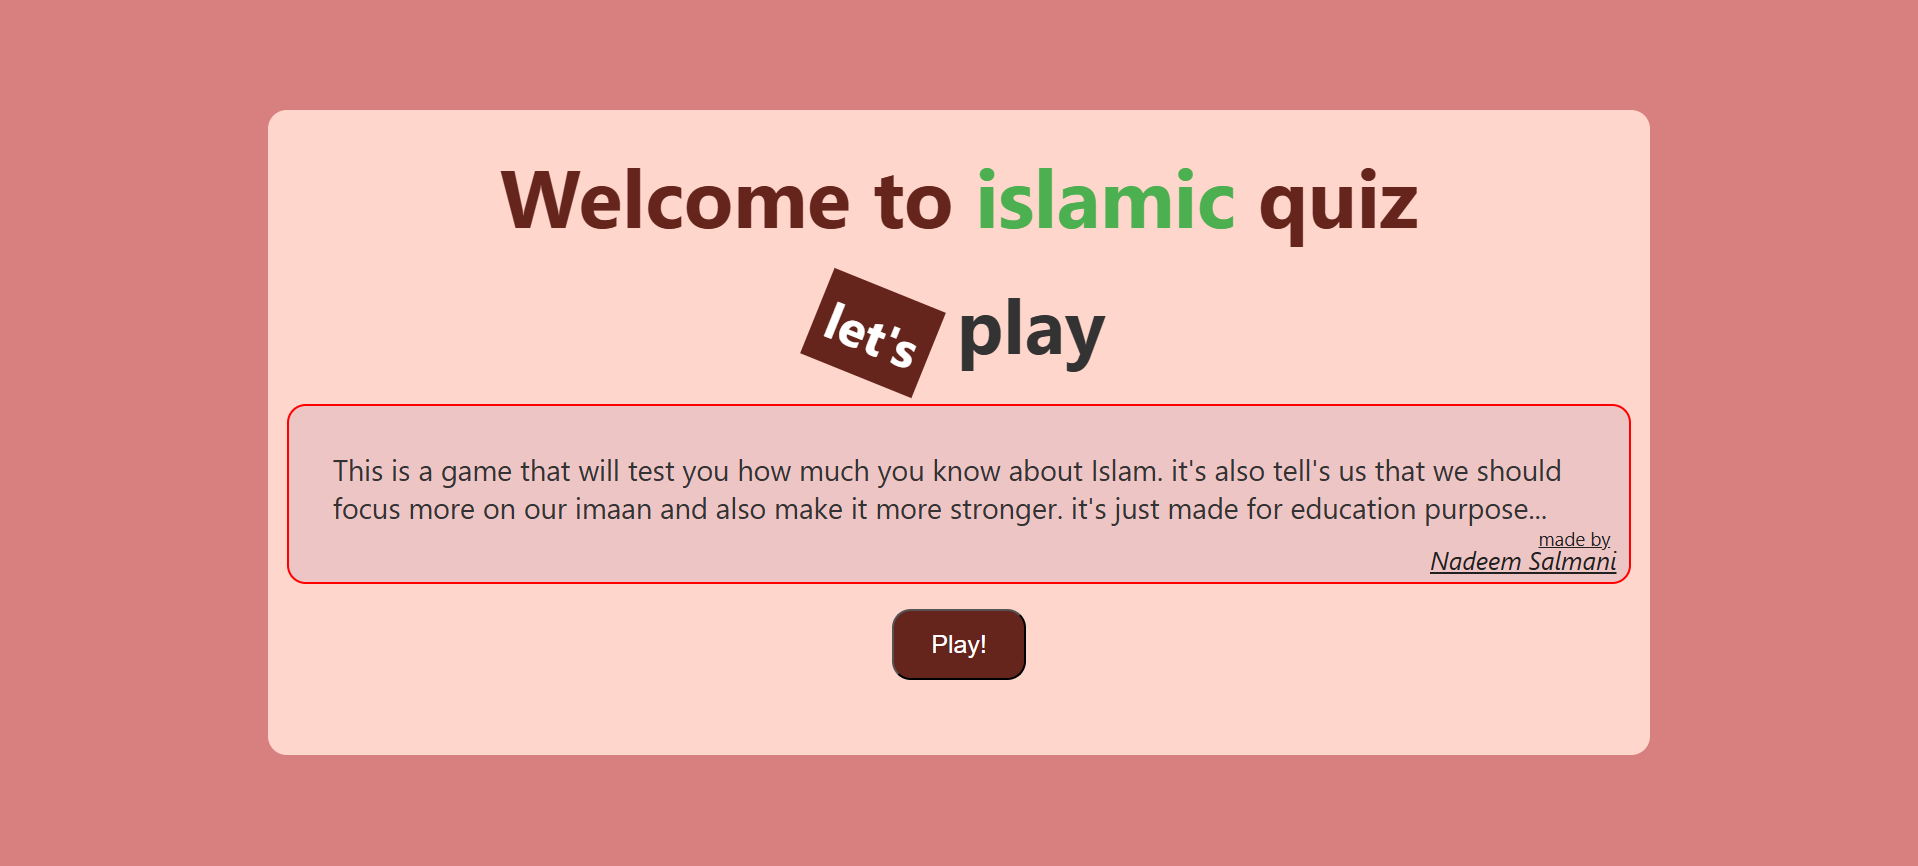 Welcome to islamic quiz
let's play
This is a game that will test you how much you know about Islam. it's also tell's us that we should
focus more on our imaan and also make it more stronger. it's just made for education purpose...
made by
Nadeem Salmani
Play!